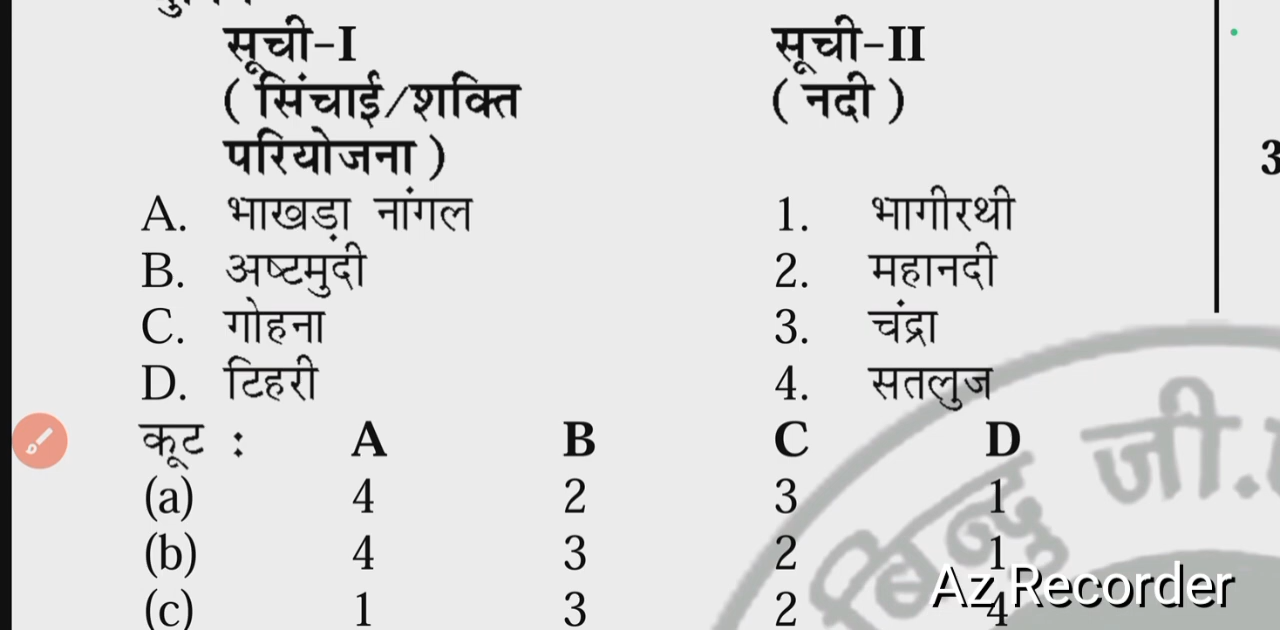 सूची-I सूची-II
( सिंचाई/शक्ति ( नदी )
परियोजना )
3
A. भाखड़ा नांगल 1. भागीरथी
B. अष्टमुंदी 2. महानदी
C. गोहना 3. चंद्रा
D. टिहरी 4. सतलुज
कूट : A B C D
(a) 4 2 3 1
(b) 4 3 2 1
(c) 1 3 2 4
बिन्दु जी.
Az Recorder